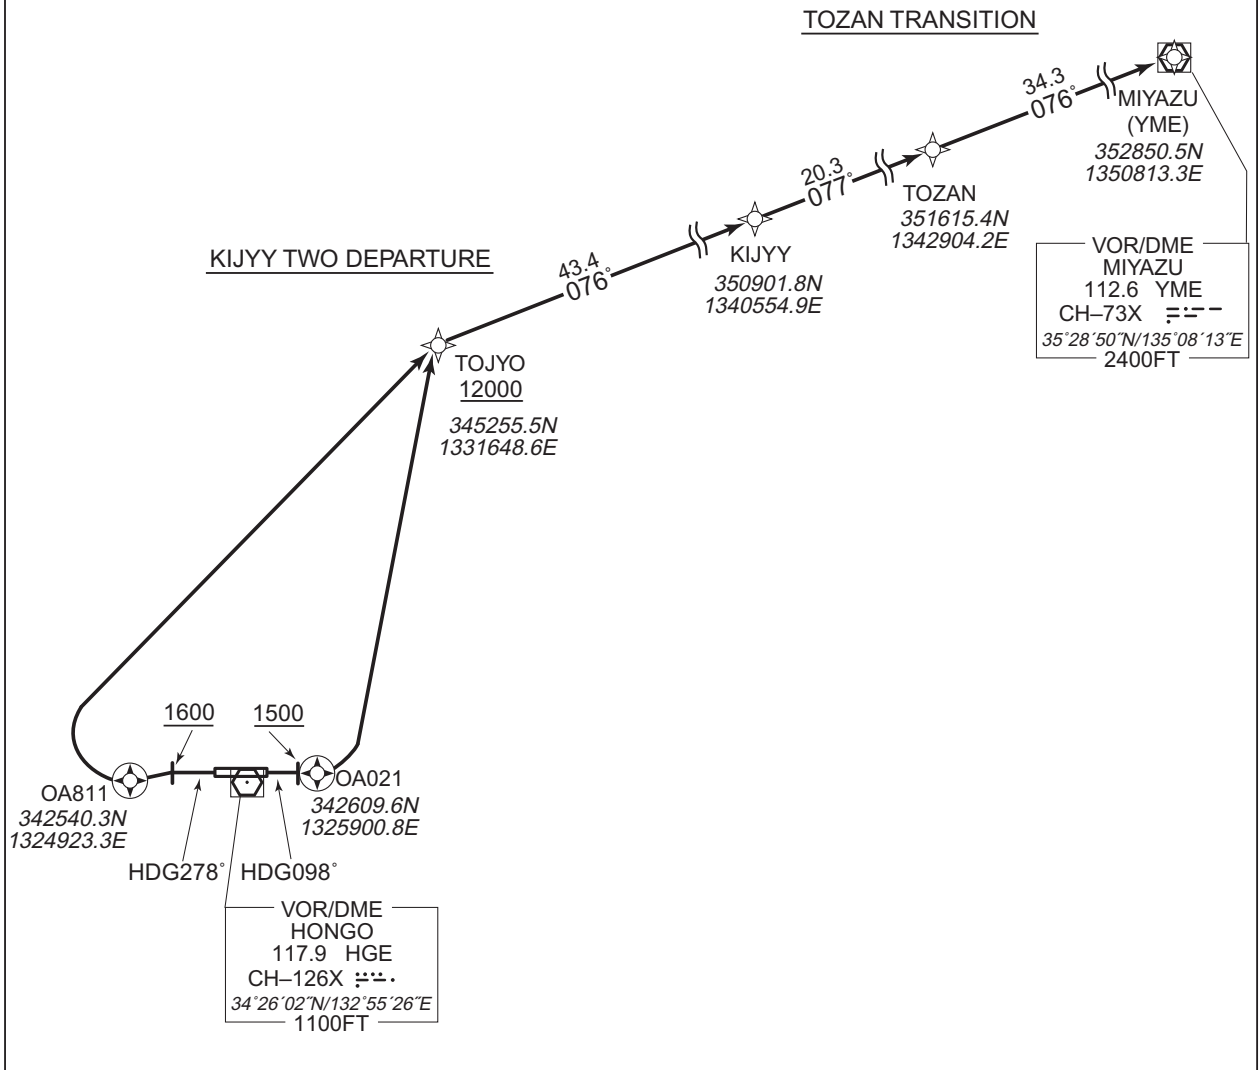 TOZAN TRANSITION
34.3
076°
MIYAZU
(YME)
352850.5N
1350813.3E
20.3
077°
TOZAN
351615.4N
1342904.2E
KIJYY TWO DEPARTURE
43.4
076°
KIJYY
350901.8N
1340554.9E
VOR/DME
MIYAZU
112.6 YME
CH–73X
35°28´50˝N/135°08´13˝E
2400FT
TOJYO
12000
345255.5N
1331648.6E
1600
1500
OA811
342540.3N
1324923.3E
OA021
342609.6N
1325900.8E
HDG278°
HDG098°
VOR/DME
HONGO
117.9 HGE
CH–126X
34°26´02˝N/132°55´26˝E
1100FT